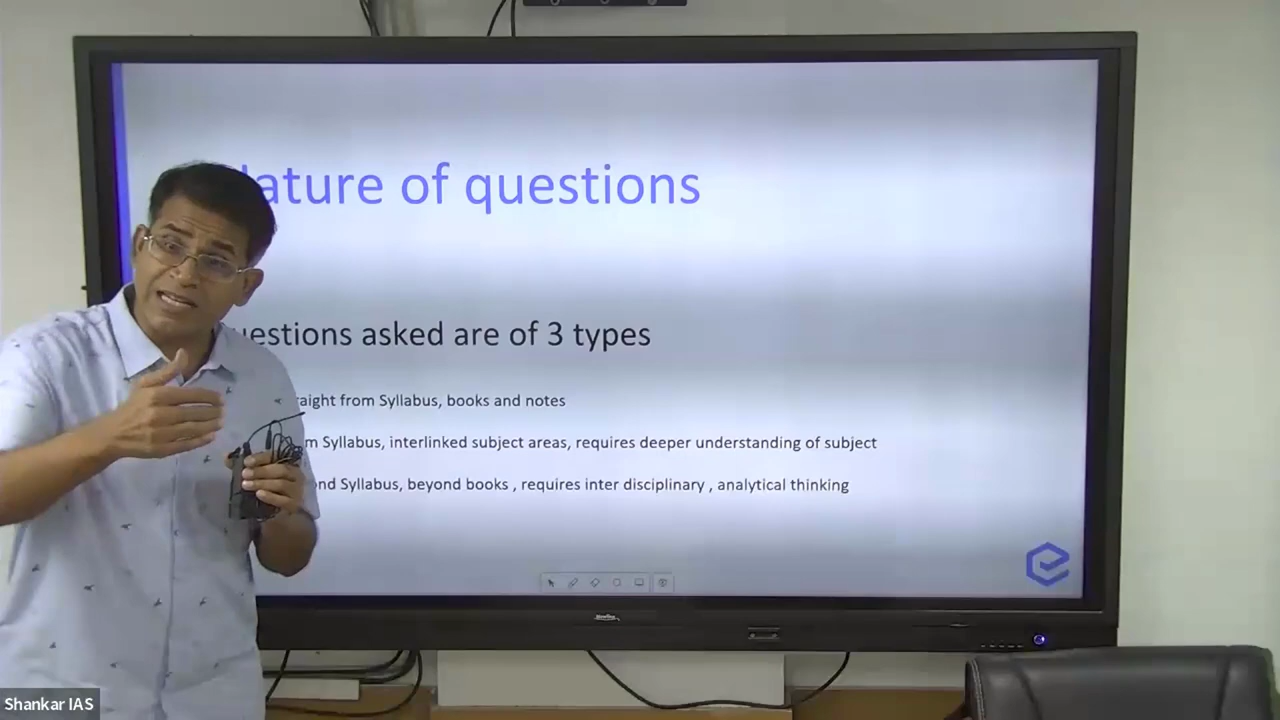 ature of questions
uestions asked are of 3 types
raight from Syllabus, books and notes
m Syllabus, interlinked subject areas, requires deeper understanding of subject
ond Syllabus, beyond books , requires inter disciplinary , analytical thinking
Shankar IAS